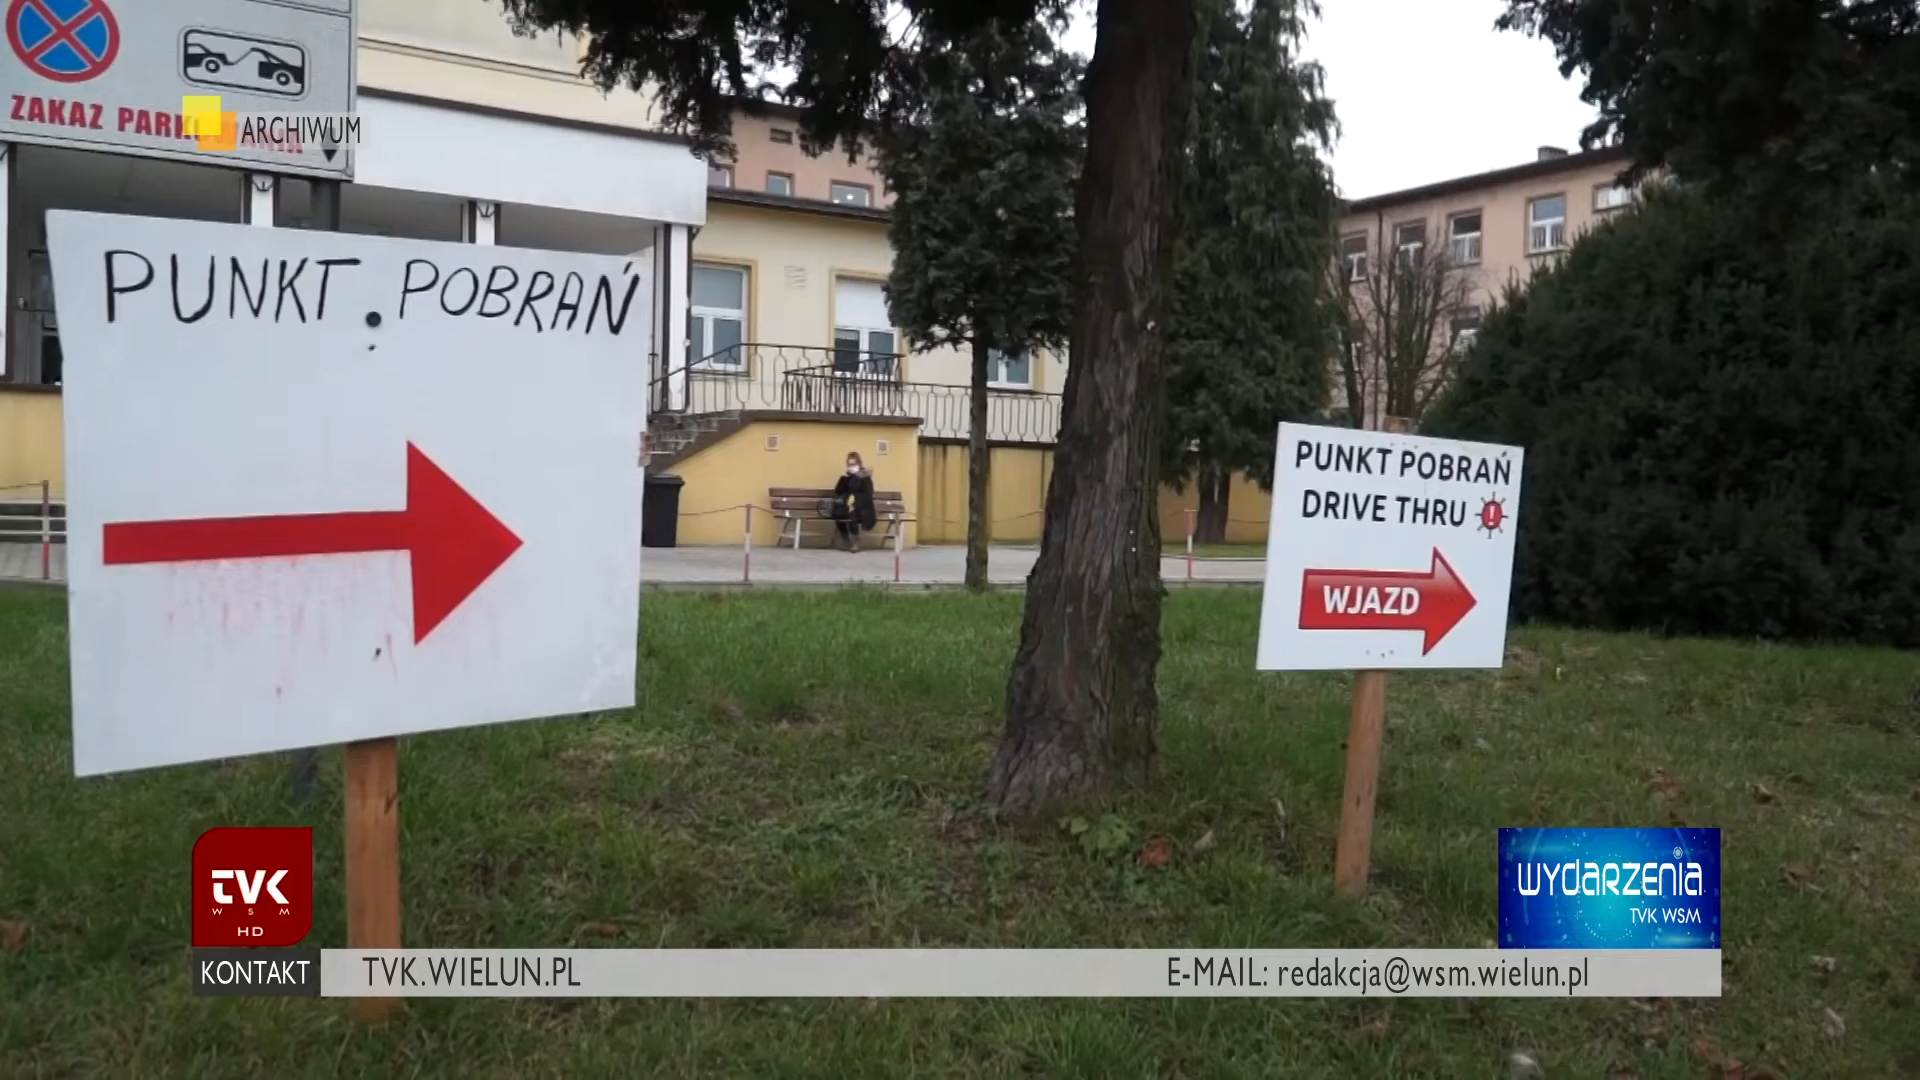 ZAKAZ
ARCHIWUM
PUNKT POBRAŃ
PUNKT POBRAŃ
DRIVE THRU
WJAZD
TVK
WSM
HD
WYDARZENIA
TVK WSM
KONTAKT
TVK.WIELUN.PL
E-MAIL: redakcja@wsm.wielun.pl